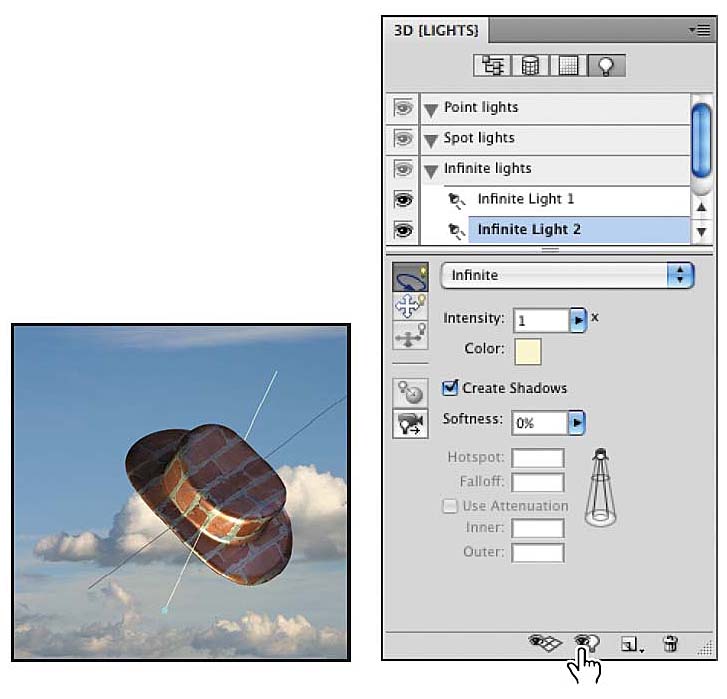 3D {LIGHTS}
Point lights
Spot lights
Infinite lights
Infinite Light 1
Infinite Light 2
Infinite
Intensity: 1 x
Color:
Create Shadows
Softness: 0%
Hotspot:
Falloff:
Use Attenuation
Inner:
Outer: